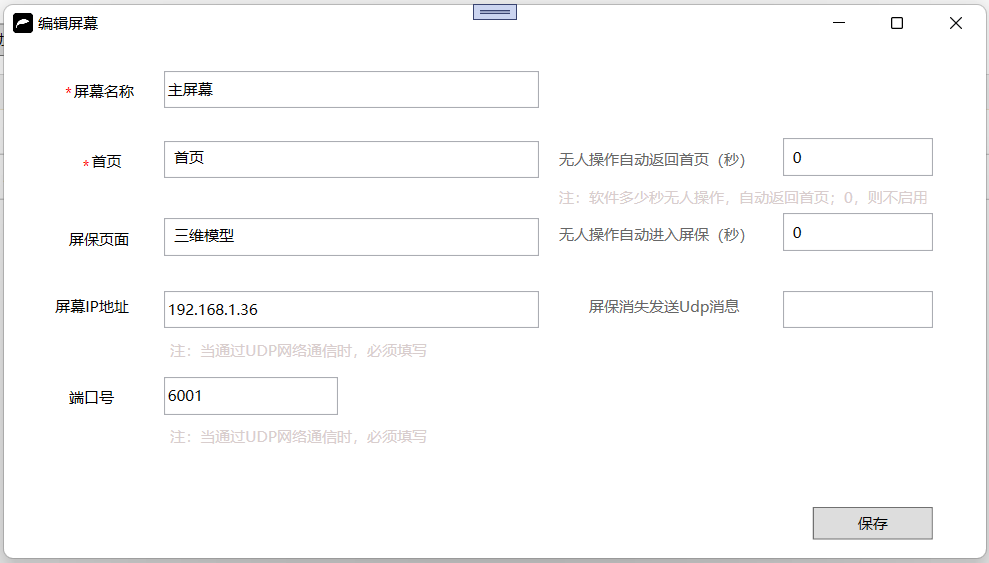 编辑屏幕
*屏幕名称 主屏幕
*首页 首页 无人操作自动返回首页（秒） 0
注：软件多少秒无人操作，自动返回首页；0，则不启用
屏保页面 三维模型 无人操作自动进入屏保（秒） 0
屏幕IP地址 192.168.1.36 屏保消失发送Udp消息
注：当通过UDP网络通信时，必须填写
端口号 6001
注：当通过UDP网络通信时，必须填写
保存